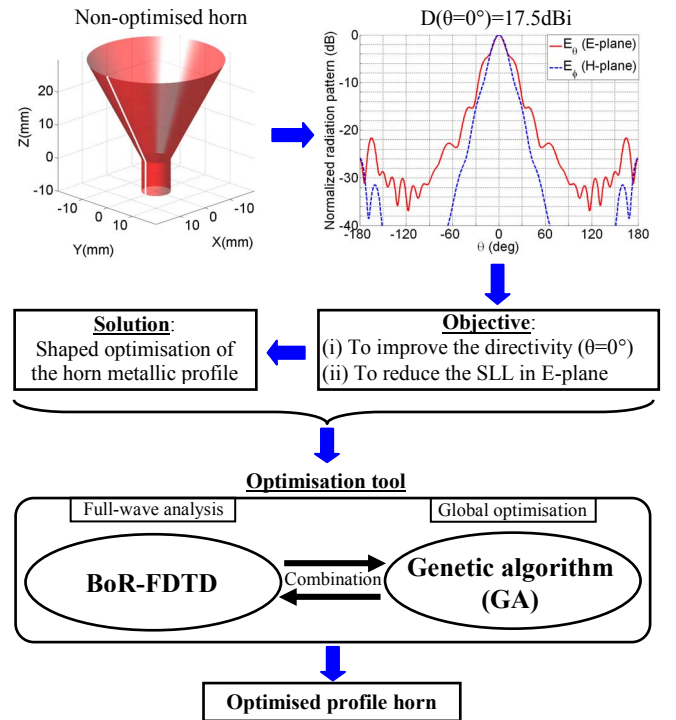 Non-optimised horn
D(θ=0°)=17.5dBi
Z(mm)
20
10
0
-10
-10
0
10
Y(mm)
10
0
-10
X(mm)
Normalized radiation pattern (dB)
0
-10
-20
-30
-40
-180
-120
-60
0
60
120
180
θ (deg)
Eθ (E-plane)
Eϕ (H-plane)
Solution:
Shaped optimisation of
the horn metallic profile
Objective:
(i) To improve the directivity (θ=0°)
(ii) To reduce the SLL in E-plane
Optimisation tool
Full-wave analysis
Global optimisation
BoR-FDTD
Combination
Genetic algorithm
(GA)
Optimised profile horn